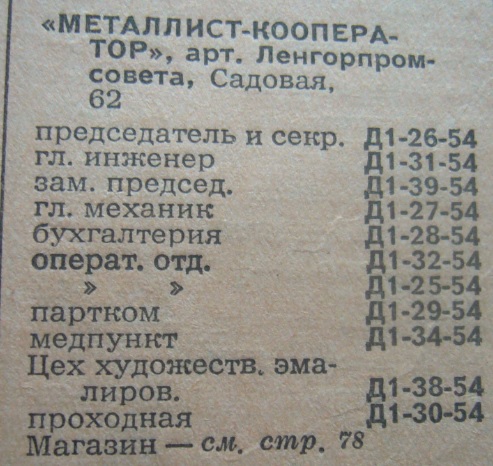 «МЕТАЛЛИСТ-КООПЕРА-
ТОР», арт. Ленгорпром-
совета, Садовая,
62
председатель и секр. Д1-26-54
гл. инженер Д1-31-54
зам. председ. Д1-39-54
гл. механик Д1-27-54
бухгалтерия Д1-28-54
операт. отд. Д1-32-54
» » Д1-25-54
партком Д1-29-54
медпункт Д1-34-54
Цех художеств. эма-
лиров. Д1-38-54
проходная Д1-30-54
Магазин — см. стр. 78